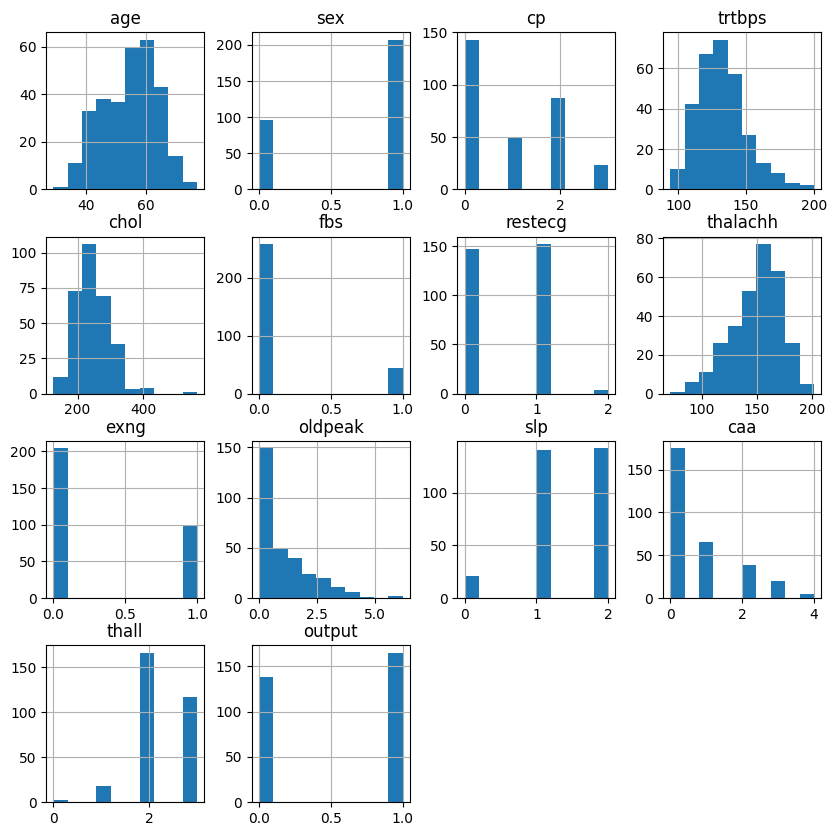 age sex cp trtbps
60 200 150 60
40 150 100 40
20 100 50 20
0 50 0 0
0
40 60 0.0 0.5 1.0 0 2 100 150 200
chol fbs restecg thalachh
100 200 150 80
75 100 60
50 100 50 40
25 20
0 0 0 0
200 400 0.0 0.5 1.0 0 1 2 100 150 200
exng oldpeak slp caa
200 150 100 150
150 100 100
100 50
50 50
0 0 0 0
0.0 0.5 1.0 0.0 2.5 5.0 0 1 2 0 2 4
thall output
150 150
100 100
50 50
0 0
0 2 0.0 0.5 1.0